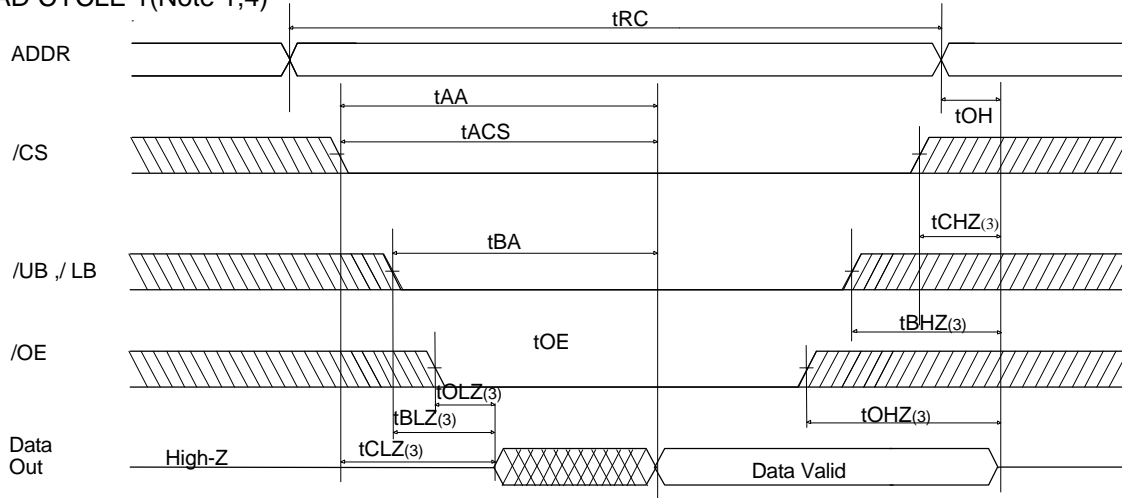 AD CYCLE 1(Note 1,4)
tRC
ADDR
tAA
tOH
tACS
/CS
tCHZ(3)
tBA
/UB ,/ LB
tBHZ(3)
tOE
/OE
tOLZ(3)
tBLZ(3)
tOHZ(3)
tCLZ(3)
Data
Out
High-Z
Data Valid